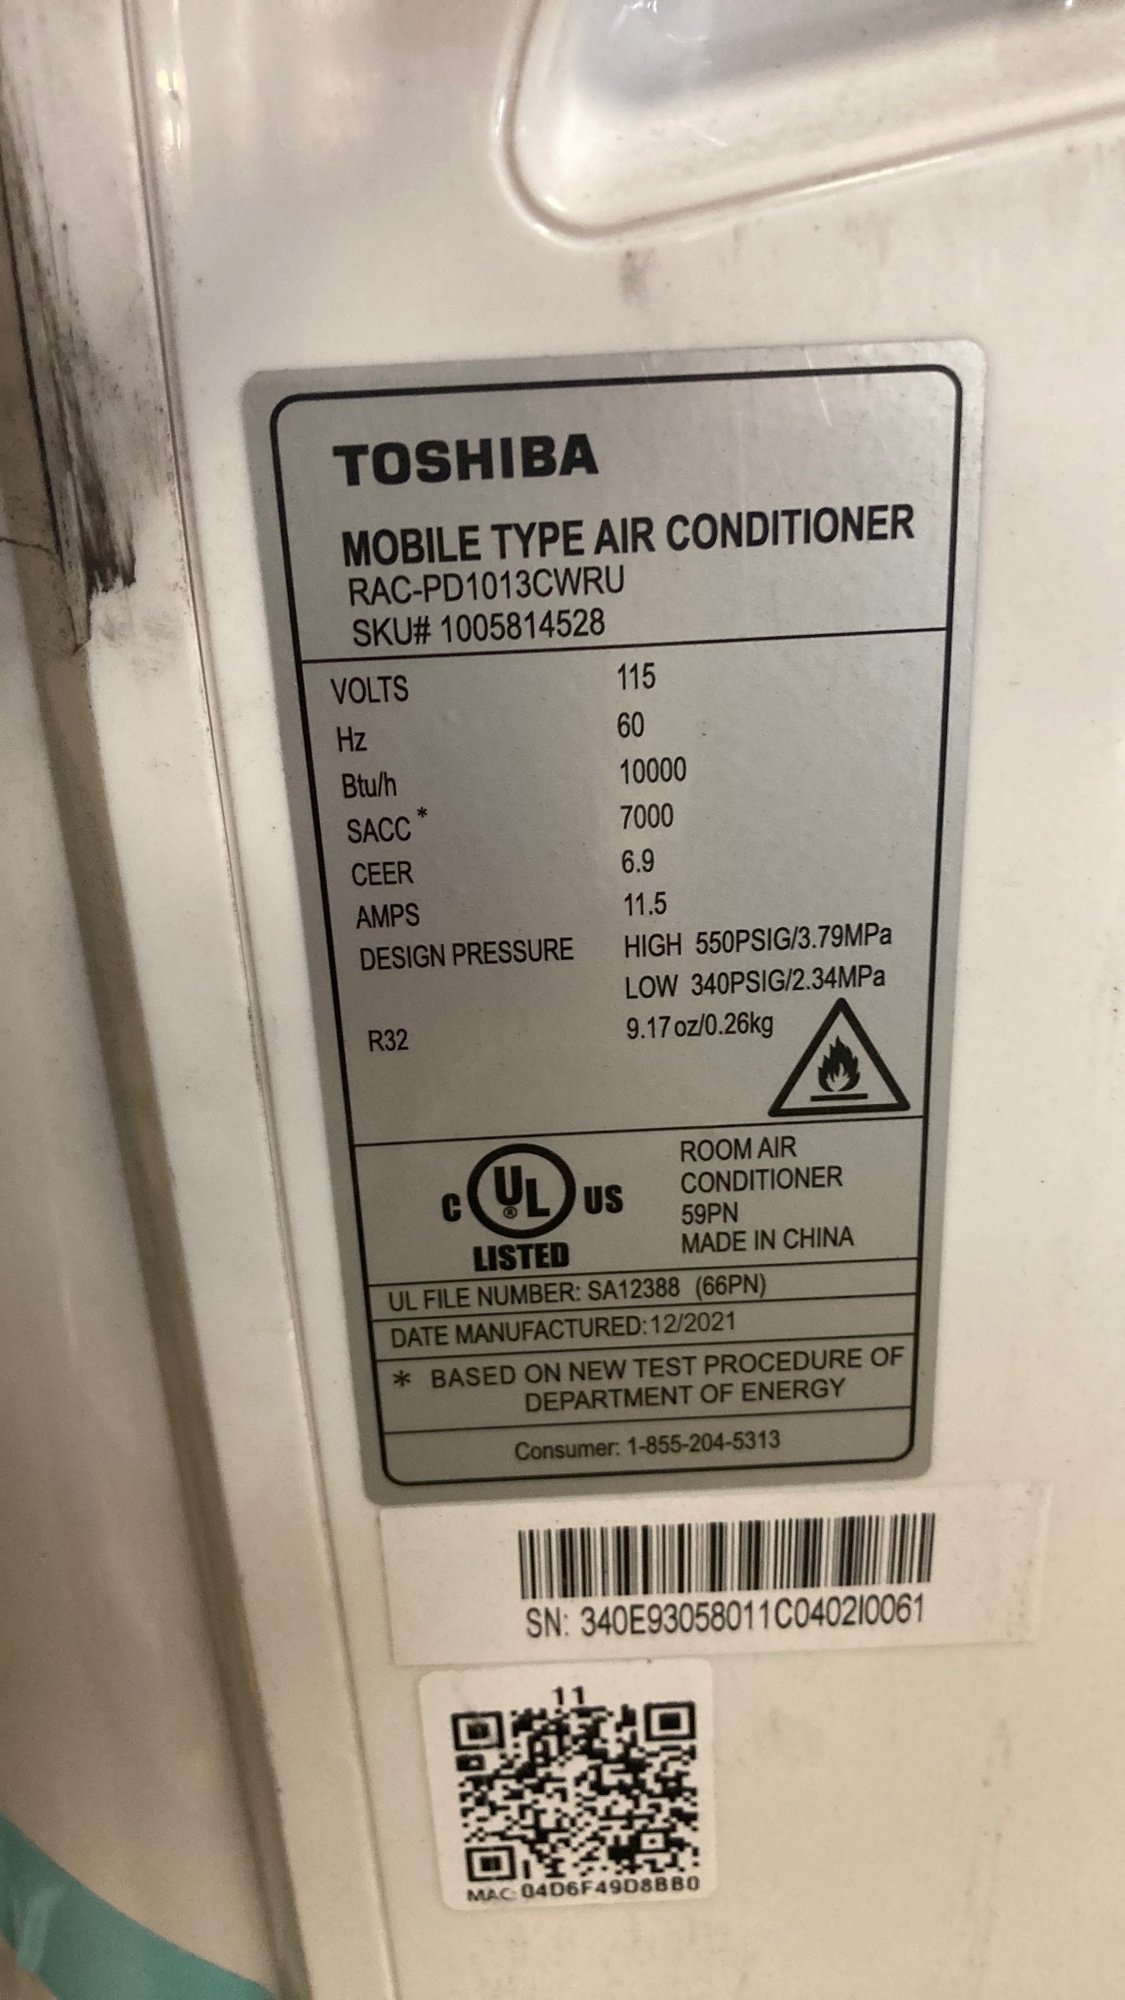 TOSHIBA
MOBILE TYPE AIR CONDITIONER
RAC-PD1013CWRU
SKU# 1005814528
VOLTS 115
Hz 60
Btu/h 10000
SACC* 7000
CEER 6.9
AMPS 11.5
DESIGN PRESSURE HIGH 550PSIG/3.79MPa
LOW 340PSIG/2.34MPa
R32 9.17 oz/0.26kg
C UL® US
LISTED
ROOM AIR
CONDITIONER
59PN
MADE IN CHINA
UL FILE NUMBER: SA12388 (66PN)
DATE MANUFACTURED: 12/2021
* BASED ON NEW TEST PROCEDURE OF
DEPARTMENT OF ENERGY
Consumer: 1-855-204-5313
SN: 340E93058011C0402I0061
11
MAC: 04D6F49D8BB0